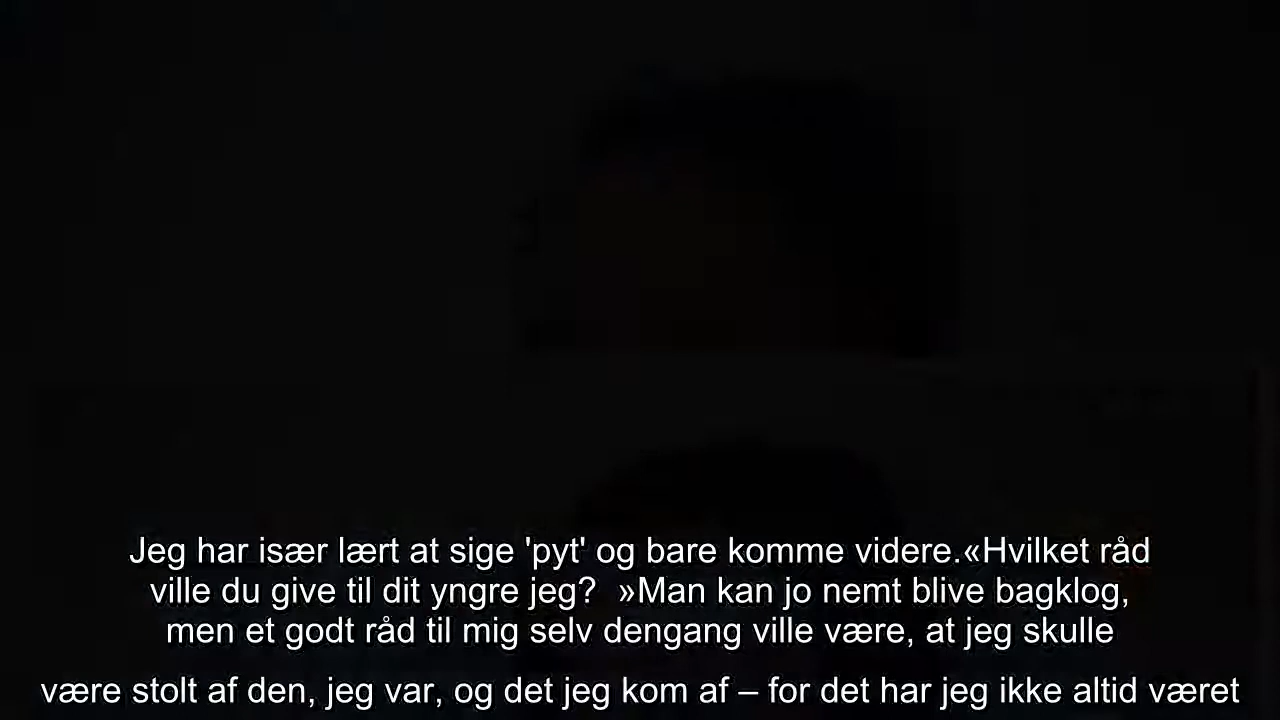 Jeg har især lært at sige 'pyt' og bare komme videre.«Hvilket råd
ville du give til dit yngre jeg?  »Man kan jo nemt blive bagklog,
men et godt råd til mig selv dengang ville være, at jeg skulle
være stolt af den, jeg var, og det jeg kom af – for det har jeg ikke altid været